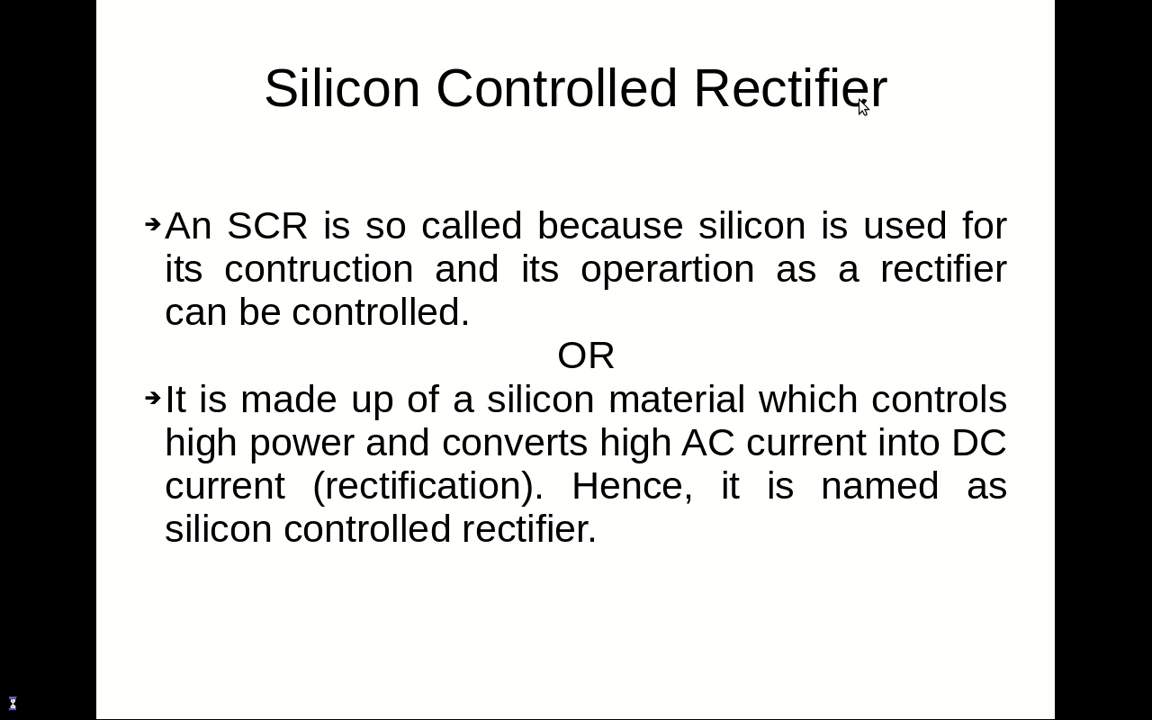 Silicon Controlled Rectifier
➔An SCR is so called because silicon is used for
its contruction and its operartion as a rectifier
can be controlled.
OR
➔It is made up of a silicon material which controls
high power and converts high AC current into DC
current (rectification). Hence, it is named as
silicon controlled rectifier.